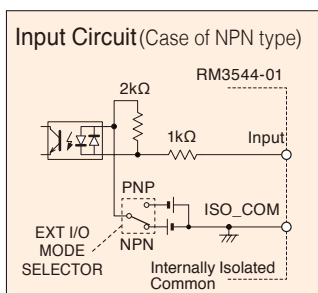 Input Circuit (Case of NPN type)
RM3544-01
2kΩ
1kΩ
Input
PNP
ISO_COM
EXT I/O
MODE
SELECTOR
NPN
Internally Isolated
Common